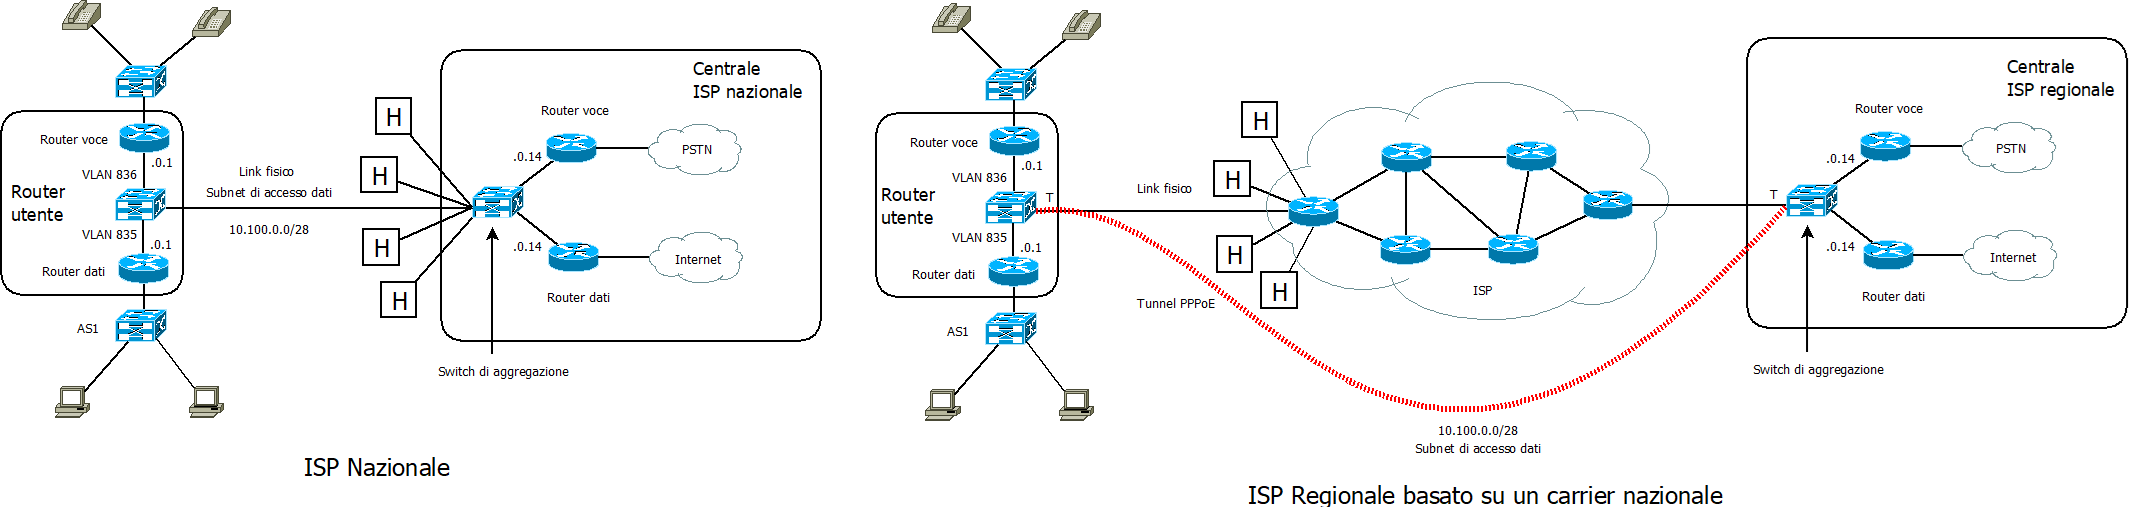 Centrale
ISP nazionale
Router voce
Router voce
.0.1
.0.14
PSTN
H
H
H
H
VLAN 836
Link fisico
Subnet di accesso dati
Router
utente
10.100.0.0/28
VLAN 835
.0.1
.0.14
Internet
Router dati
Router dati
AS1
Switch di aggregazione
ISP Nazionale
Centrale
ISP regionale
Router voce
Router voce
.0.1
.0.14
PSTN
H
H
H
H
VLAN 836
Link fisico
Router
utente
T
T
VLAN 835
.0.1
.0.14
Internet
Router dati
Router dati
ISP
Tunnel PPPoE
AS1
Switch di aggregazione
10.100.0.0/28
Subnet di accesso dati
ISP Regionale basato su un carrier nazionale